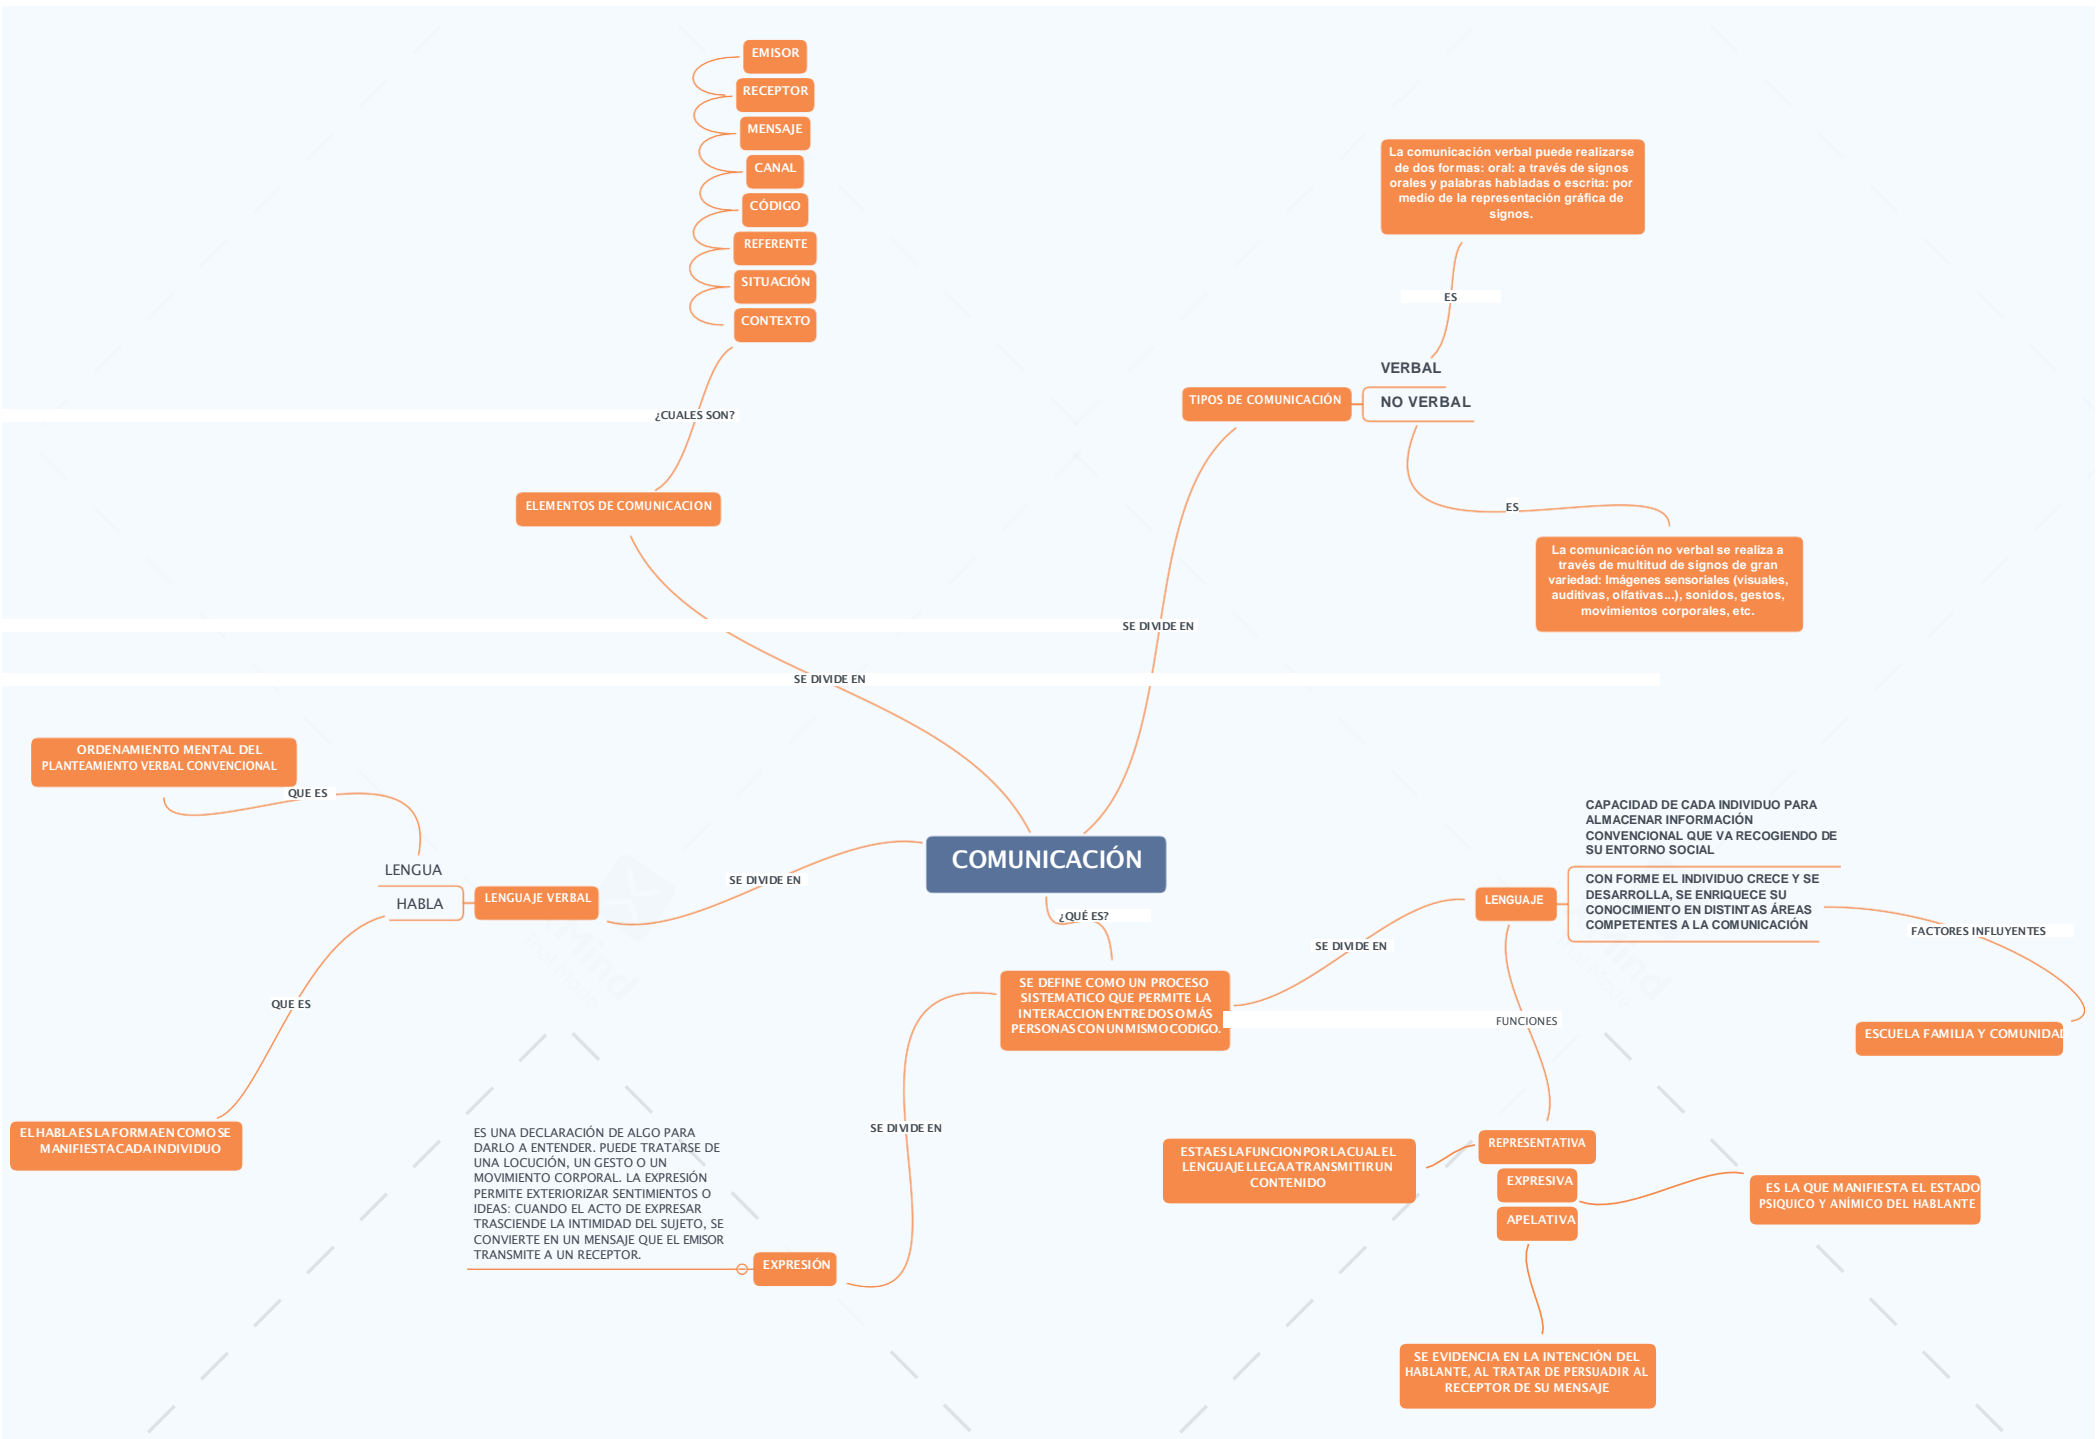 EMISOR
RECEPTOR
MENSAJE
CANAL
CÓDIGO
REFERENTE
SITUACIÓN
CONTEXTO
¿CUALES SON?
ELEMENTOS DE COMUNICACION
La comunicación verbal puede realizarse
de dos formas: oral: a través de signos
orales y palabras habladas o escrita: por
medio de la representación gráfica de
signos.
ES
VERBAL
TIPOS DE COMUNICACIÓN
NO VERBAL
ES
La comunicación no verbal se realiza a
través de multitud de signos de gran
variedad: Imágenes sensoriales (visuales,
auditivas, olfativas...), sonidos, gestos,
movimientos corporales, etc.
SE DIVIDE EN
SE DIVIDE EN
ORDENAMIENTO MENTAL DEL
PLANTEAMIENTO VERBAL CONVENCIONAL
QUE ES
LENGUA
HABLA
LENGUAJE VERBAL
SE DIVIDE EN
COMUNICACIÓN
¿QUÉ ES?
QUE ES
EL HABLA ES LA FORMA EN COMO SE
MANIFIESTA CADA INDIVIDUO
SE DEFINE COMO UN PROCESO
SISTEMATICO QUE PERMITE LA
INTERACCION ENTRE DOS O MÁS
PERSONAS CON UN MISMO CODIGO.
SE DIVIDE EN
LENGUAJE
CAPACIDAD DE CADA INDIVIDUO PARA
ALMACENAR INFORMACIÓN
CONVENCIONAL QUE VA RECOGIENDO DE
SU ENTORNO SOCIAL
CON FORME EL INDIVIDUO CRECE Y SE
DESARROLLA, SE ENRIQUECE SU
CONOCIMIENTO EN DISTINTAS ÁREAS
COMPETENTES A LA COMUNICACIÓN
FACTORES INFLUYENTES
ESCUELA FAMILIA Y COMUNIDAD
FUNCIONES
SE DIVIDE EN
ES UNA DECLARACIÓN DE ALGO PARA
DARLO A ENTENDER. PUEDE TRATARSE DE
UNA LOCUCIÓN, UN GESTO O UN
MOVIMIENTO CORPORAL. LA EXPRESIÓN
PERMITE EXTERIORIZAR SENTIMIENTOS O
IDEAS: CUANDO EL ACTO DE EXPRESAR
TRASCIENDE LA INTIMIDAD DEL SUJETO, SE
CONVIERTE EN UN MENSAJE QUE EL EMISOR
TRANSMITE A UN RECEPTOR.
EXPRESIÓN
ESTA ES LA FUNCION POR LA CUAL EL
LENGUAJE LLEGA A TRANSMITIR UN
CONTENIDO
REPRESENTATIVA
EXPRESIVA
APELATIVA
ES LA QUE MANIFIESTA EL ESTADO
PSIQUICO Y ANÍMICO DEL HABLANTE
SE EVIDENCIA EN LA INTENCIÓN DEL
HABLANTE, AL TRATAR DE PERSUADIR AL
RECEPTOR DE SU MENSAJE